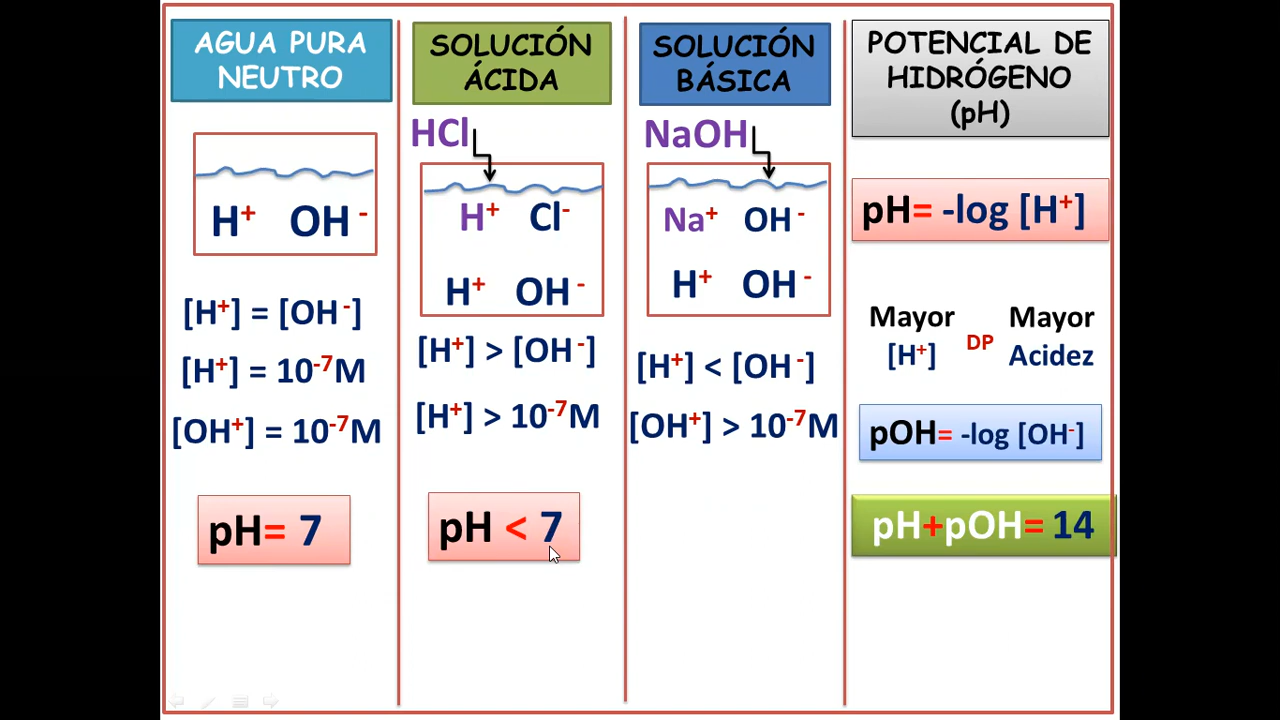 AGUA PURA
NEUTRO
H⁺ OH⁻
[H⁺] = [OH⁻]
[H⁺] = 10⁻⁷M
[OH⁺] = 10⁻⁷M
pH= 7
SOLUCIÓN
ÁCIDA
HCl
H⁺ Cl⁻
H⁺ OH⁻
[H⁺] > [OH⁻]
[H⁺] > 10⁻⁷M
pH < 7
SOLUCIÓN
BÁSICA
NaOH
Na⁺ OH⁻
H⁺ OH⁻
[H⁺] < [OH⁻]
[OH⁺] > 10⁻⁷M
POTENCIAL DE
HIDRÓGENO
(pH)
pH= -log [H⁺]
Mayor DP Mayor
[H⁺] Acidez
pOH= -log [OH⁻]
pH+pOH= 14